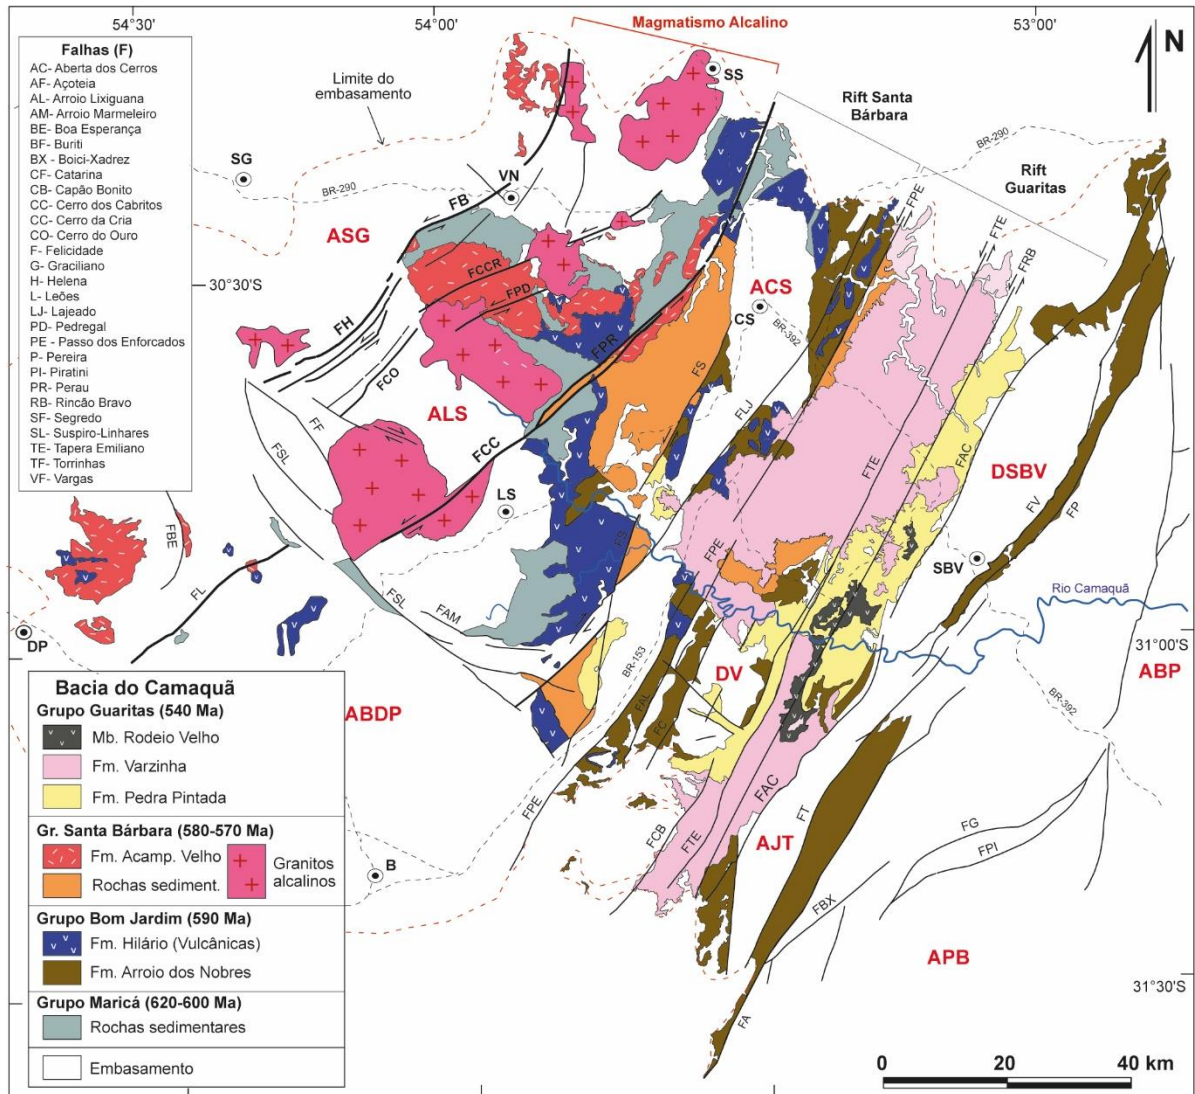 54°30'
54°00'
53°00'
Magmatismo Alcalino
Falhas (F)
AC- Aberta dos Cerros
AF- Açoteia
AL- Arroio Lixiguana
AM- Arroio Marmeleiro
BE- Boa Esperança
BF- Buriti
BX - Boici-Xadrez
CF- Catarina
CB- Capão Bonito
CC- Cerro dos Cabritos
CC- Cerro da Cria
CO- Cerro do Ouro
F- Felicidade
G- Graciliano
H- Helena
L- Leões
LJ- Lajeado
PD- Pedregal
PE - Passo dos Enforcados
P- Pereira
PI- Piratini
PR- Perau
RB- Rincão Bravo
SF- Segredo
SL- Suspiro-Linhares
TE- Tapera Emiliano
TF- Torrinhas
VF- Vargas
Limite do
embasamento
SS
N
Rift Santa
Bárbara
Rift
Guaritas
BR-290
SG
BR-290
VN
FB
ASG
FPE
FTE
FRB
30°30'S
FCCR
FPD
ACS
CS
BR-392
FH
FPR
FS
FCO
ALS
FLJ
FF
FSL
FCC
FTE
FAC
DSBV
LS
FV
FP
FBE
FS
FPE
SBV
FL
FSL
FAM
Rio Camaquã
DP
31°00'S
BR-153
DV
ABP
ABDP
FAL
FC
BR-392
FPE
FAC
FCB
FTE
FT
AJT
FG
FPI
B
FBX
APB
31°30'S
FA
Bacia do Camaquã
Grupo Guaritas (540 Ma)
Mb. Rodeio Velho
Fm. Varzinha
Fm. Pedra Pintada
Gr. Santa Bárbara (580-570 Ma)
Fm. Acamp. Velho
Rochas sediment.
Granitos
alcalinos
Grupo Bom Jardim (590 Ma)
Fm. Hilário (Vulcânicas)
Fm. Arroio dos Nobres
Grupo Maricá (620-600 Ma)
Rochas sedimentares
Embasamento
0 20 40 km